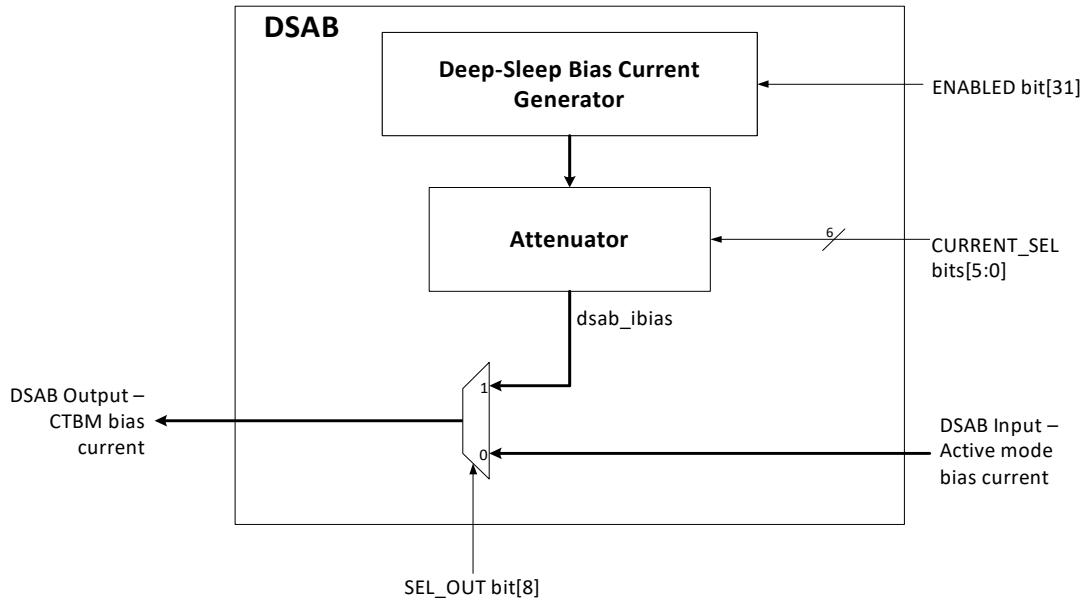 DSAB
Deep-Sleep Bias Current
Generator
ENABLED bit[31]
Attenuator
6
CURRENT_SEL
bits[5:0]
dsab_ibias
1
DSAB Output –
CTBM bias
current
0
DSAB Input –
Active mode
bias current
SEL_OUT bit[8]